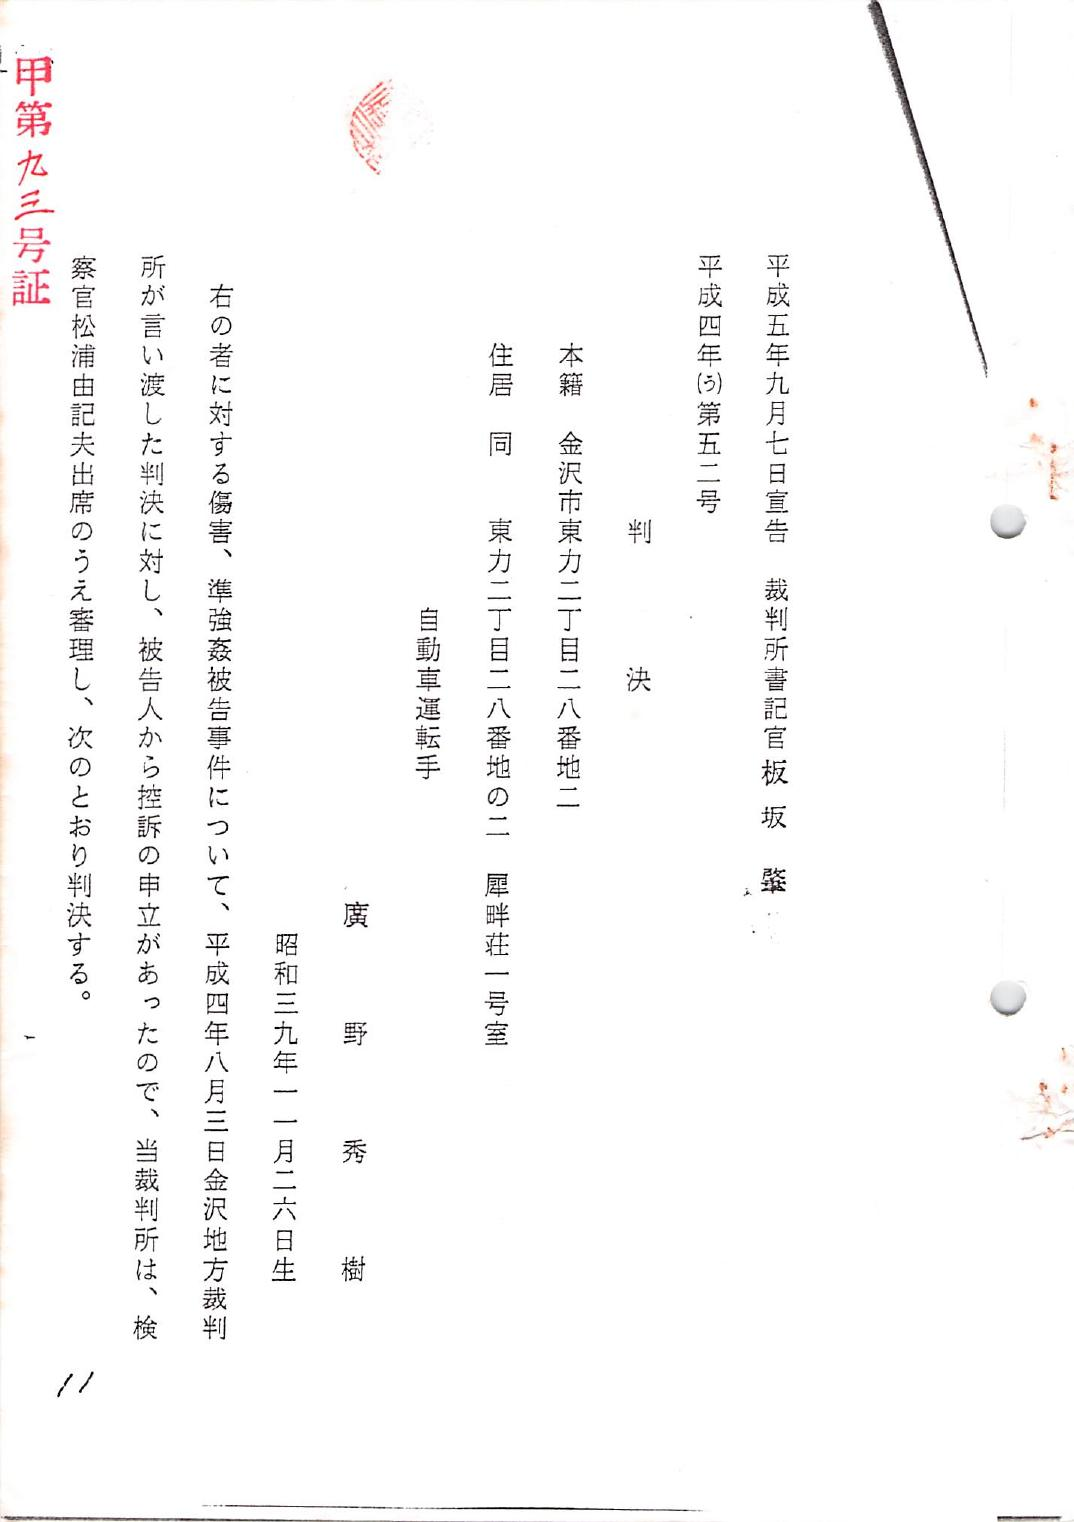 平成五年九月七日宣告　裁判所書記官 板坂　肇
平成四年(う)第五二号
判　決
本籍　金沢市東力二丁目二八番地二
住居　同　東力二丁目二八番地の二　犀畔荘一号室
自動車運転手
廣野秀樹
昭和三九年一一月二六日生
右の者に対する傷害、準強姦被告事件について、平成四年八月三日金沢地方裁判
所が言い渡した判決に対し、被告人から控訴の申立があったので、当裁判所は、検
察官松浦由記夫出席のうえ審理し、次のとおり判決する。
甲第九三号証
11